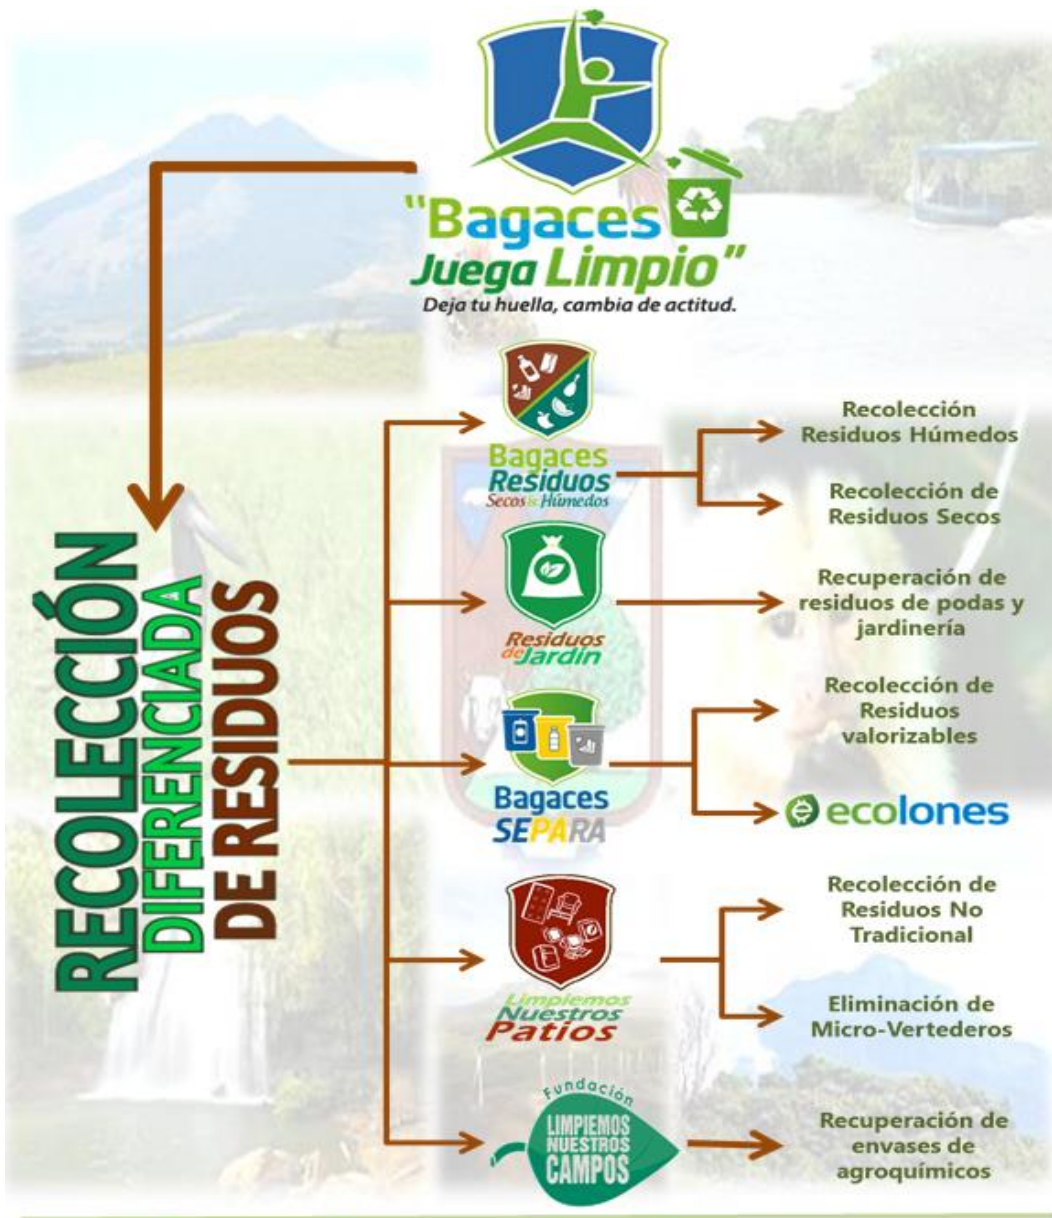 "Bagaces
Juega Limpio"
Deja tu huella, cambia de actitud.
RECOLECCIÓN
DIFERENCIADA
DE RESIDUOS
Bagaces
Residuos
Secos & Húmedos
Recolección
Residuos Húmedos
Recolección de
Residuos Secos
Residuos
de Jardín
Recuperación de
residuos de podas y
jardinería
Bagaces
SEPARA
Recolección de
Residuos
valorizables
ecolones
Limpiemos
Nuestros
Patios
Recolección de
Residuos No
Tradicional
Eliminación de
Micro-Vertederos
Fundación
LIMPIEMOS
NUESTROS
CAMPOS
Recuperación de
envases de
agroquímicos